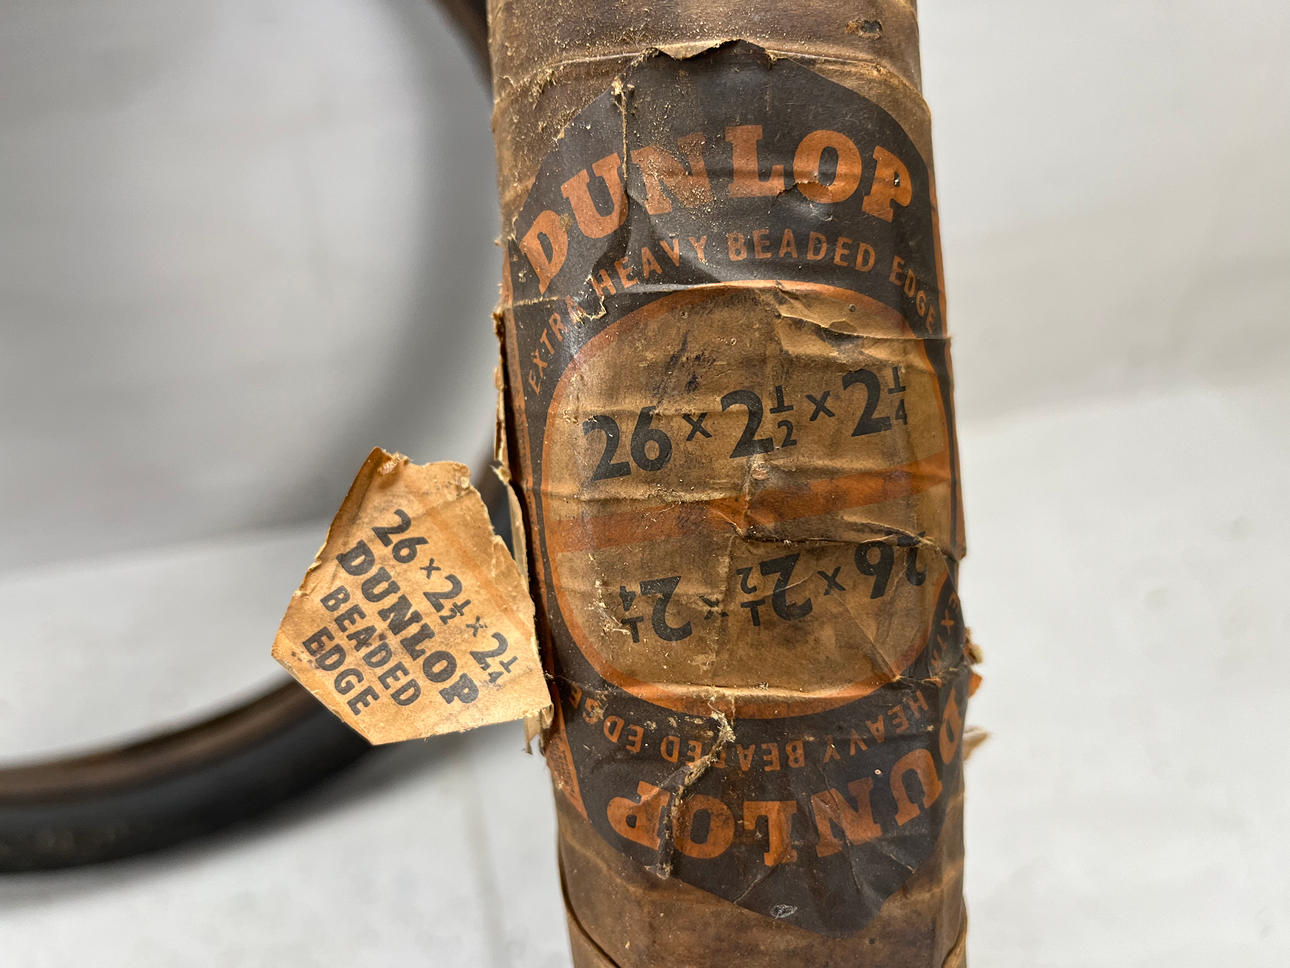 DUNLOP
EXTRA HEAVY BEADED EDGE
26 × 2½ × 2¼
26 × 2½ × 2¼
HEAVY BEADED EDGE
DUNLOP
26 × 2½ × 2¼
DUNLOP
BEADED
EDGE